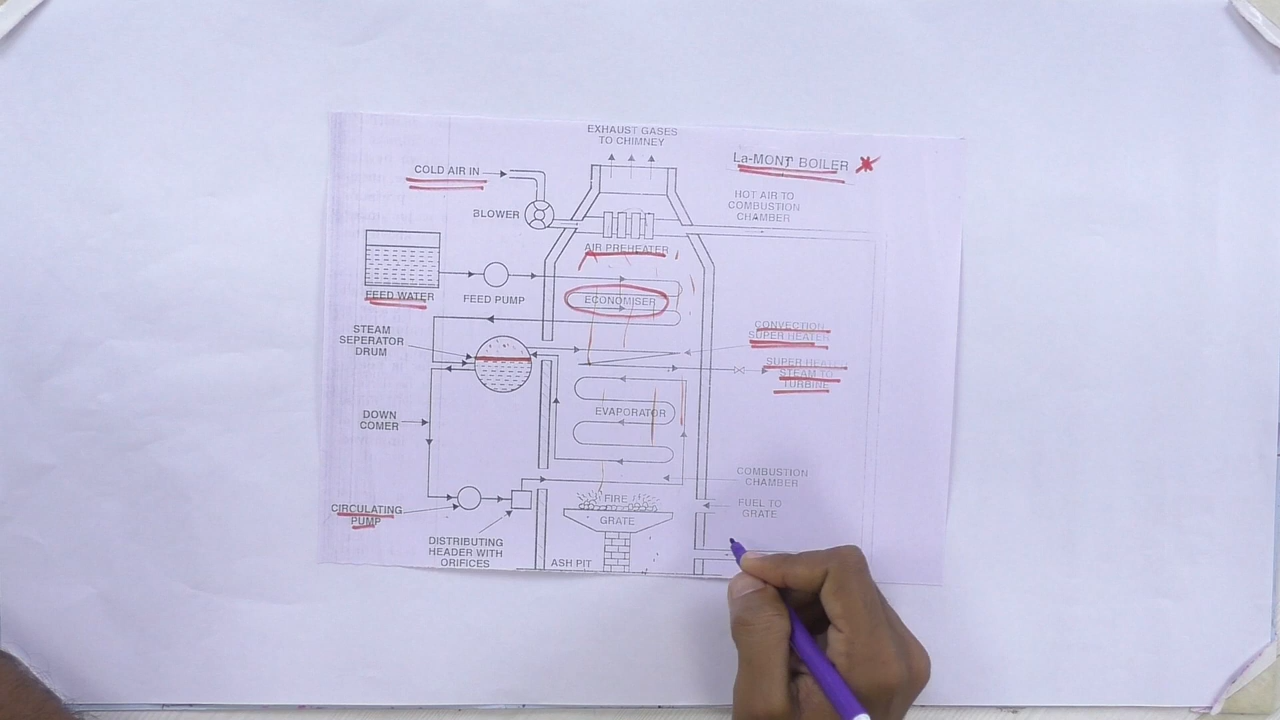 EXHAUST GASES
TO CHIMNEY
La-MONT BOILER
COLD AIR IN
HOT AIR TO
COMBUSTION
CHAMBER
BLOWER
AIR PREHEATER
FEED WATER
FEED PUMP
ECONOMISER
STEAM
SEPERATOR
DRUM
CONVECTION
SUPER HEATER
SUPER HEATED
STEAM TO
TURBINE
DOWN
COMER
EVAPORATOR
COMBUSTION
CHAMBER
CIRCULATING
PUMP
FIRE
FUEL TO
GRATE
GRATE
DISTRIBUTING
HEADER WITH
ORIFICES
ASH PIT